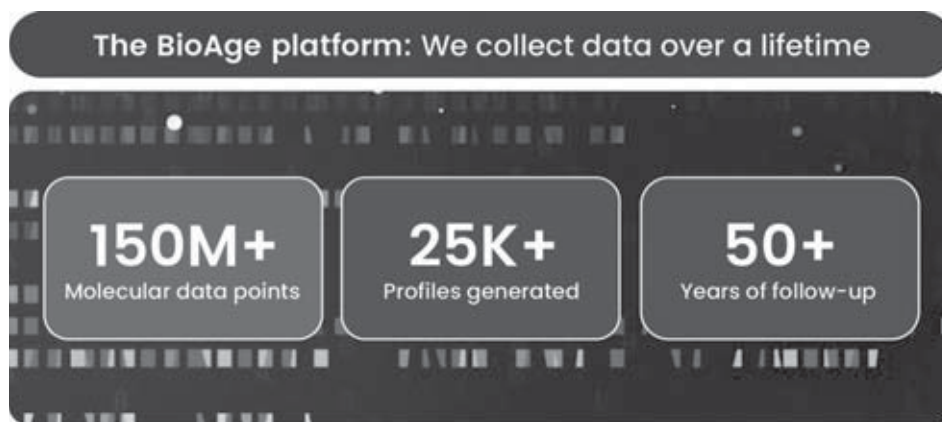 The BioAge platform: We collect data over a lifetime
150M+
Molecular data points
25K+
Profiles generated
50+
Years of follow-up